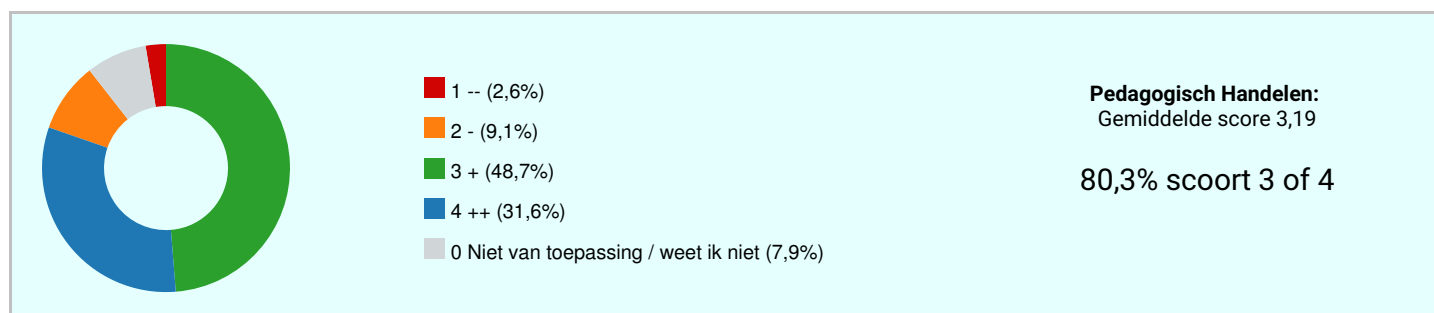 1 -- (2,6%)
2 - (9,1%)
3 + (48,7%)
4 ++ (31,6%)
0 Niet van toepassing / weet ik niet (7,9%)
Pedagogisch Handelen:
Gemiddelde score 3,19
80,3% scoort 3 of 4